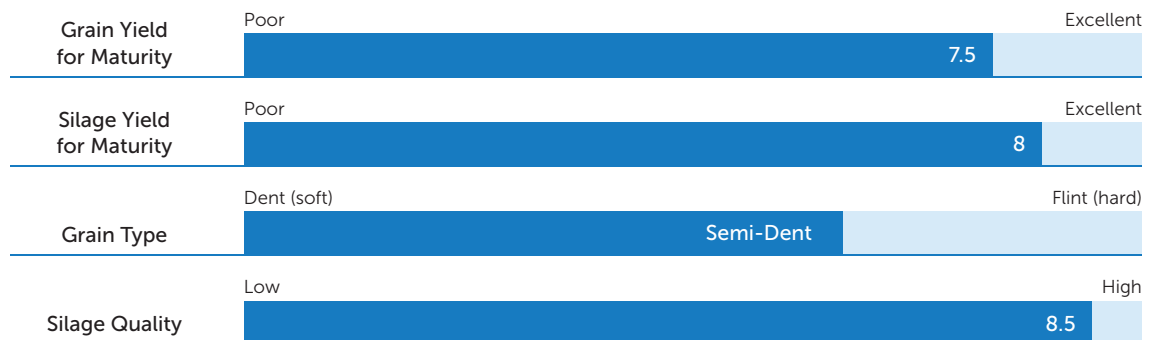 Grain Yield
for Maturity
Poor
Excellent
7.5
Silage Yield
for Maturity
Poor
Excellent
8
Grain Type
Dent (soft)
Flint (hard)
Semi-Dent
Silage Quality
Low
High
8.5